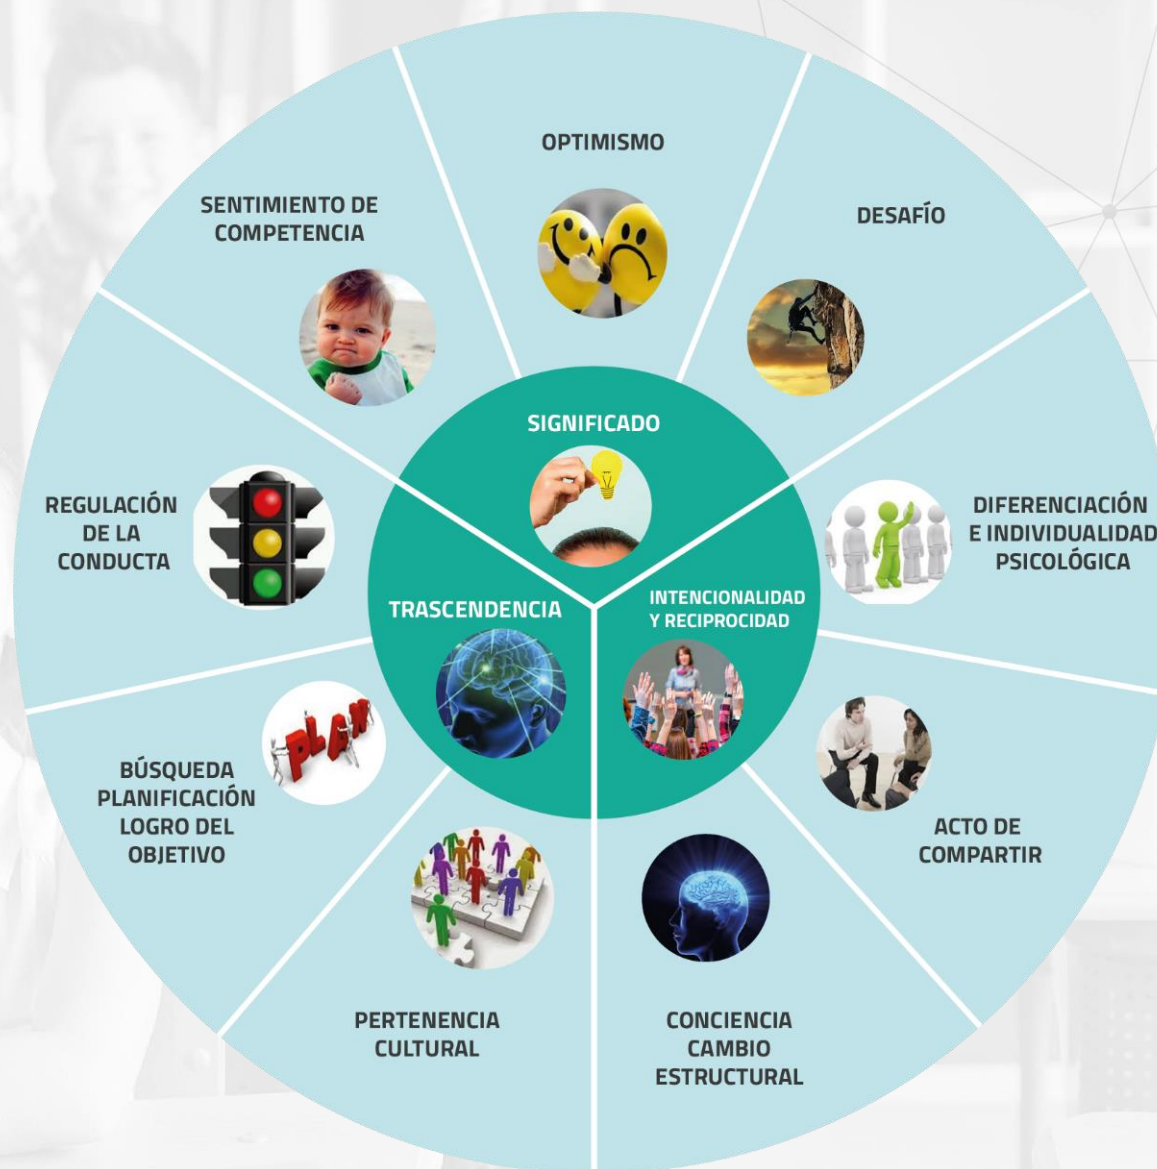 OPTIMISMO
SENTIMIENTO DE
COMPETENCIA
DESAFÍO
SIGNIFICADO
REGULACIÓN
DE LA
CONDUCTA
DIFERENCIACIÓN
E INDIVIDUALIDAD
PSICOLÓGICA
TRASCENDENCIA
INTENCIONALIDAD
Y RECIPROCIDAD
PLAN
BÚSQUEDA
PLANIFICACIÓN
LOGRO DEL
OBJETIVO
ACTO DE
COMPARTIR
PERTENENCIA
CULTURAL
CONCIENCIA
CAMBIO
ESTRUCTURAL